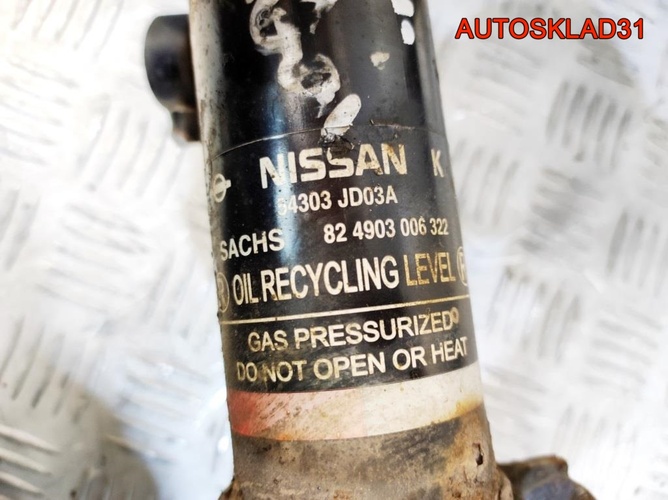 AUTOSKLAD31
NISSAN K
54303 JD03A
SACHS 82 4903 006 322
R OIL RECYCLING LEVEL E
GAS PRESSURIZED
DO NOT OPEN OR HEAT